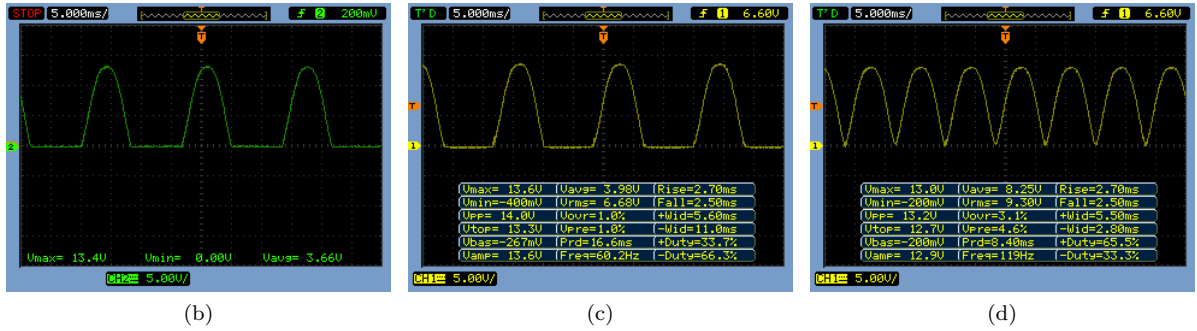 STOP 5.000ms/ 2 200mV
T
2
Vmax= 13.4V Vmin= 0.00V Vavg= 3.66V
CH2 5.00V/
(b)
T'D 5.000ms/ 1 6.60V
T
T
1
Vmax= 13.6V Vavg= 3.98V Rise=2.70ms
Vmin=-400mV Vrms= 6.68V Fall=2.50ms
Vpp= 14.0V Vovr=1.0% +Wid=5.60ms
Vtop= 13.3V Vpre=1.0% -Wid=11.0ms
Vbas=-267mV Prd=16.6ms +Duty=33.7%
Vamp= 13.6V Freq=60.2Hz -Duty=66.3%
CH1 5.00V/
(c)
T'D 5.000ms/ 1 6.60V
T
T
1
Vmax= 13.0V Vavg= 8.25V Rise=2.70ms
Vmin=-200mV Vrms= 9.30V Fall=2.50ms
Vpp= 13.2V Vovr=3.1% +Wid=5.50ms
Vtop= 12.7V Vpre=4.6% -Wid=2.80ms
Vbas=-200mV Prd=8.40ms +Duty=65.5%
Vamp= 12.9V Freq=119Hz -Duty=33.3%
CH1 5.00V/
(d)